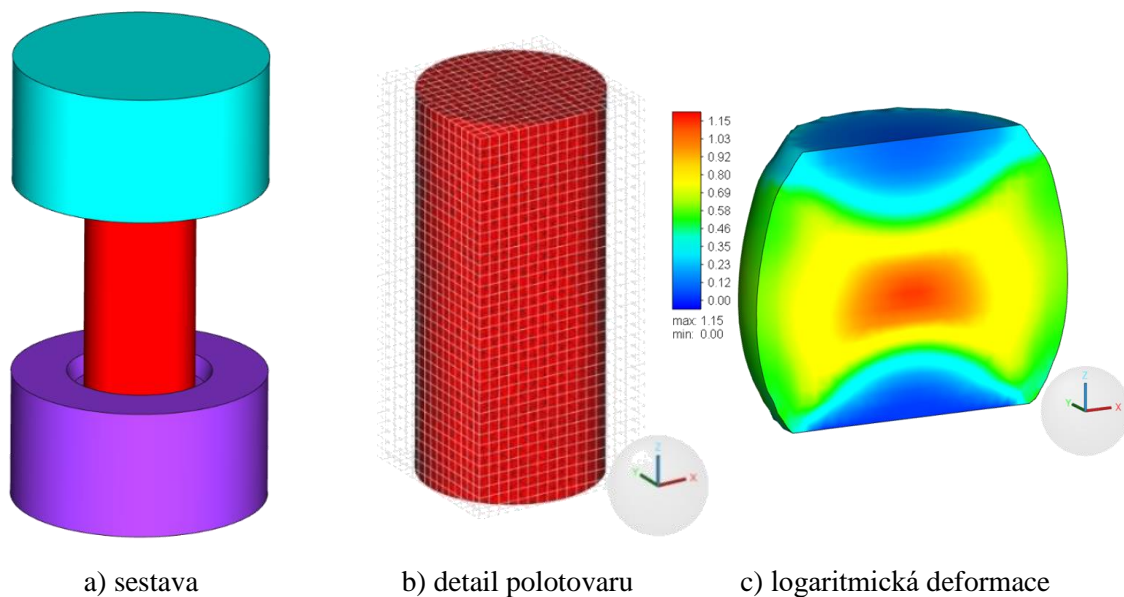 1.15
1.03
0.92
0.80
0.69
0.58
0.46
0.35
0.23
0.12
0.00
max: 1.15
min: 0.00
Z
Y
X
Z
Y
X
a) sestava
b) detail polotovaru
c) logaritmická deformace